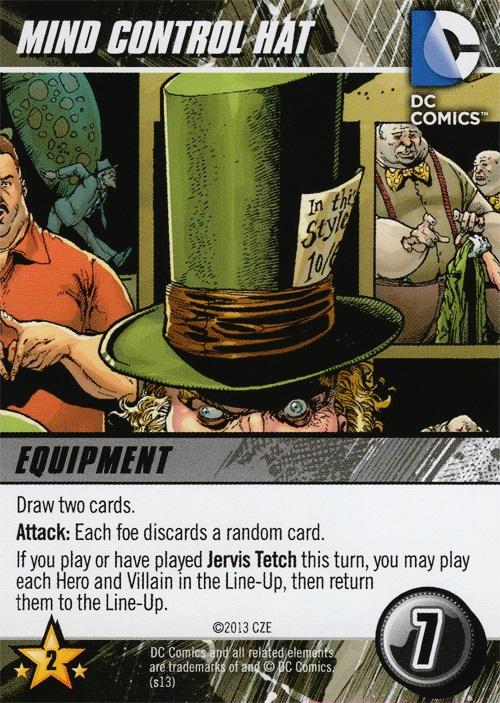 MIND CONTROL HAT
DC
COMICS™
In this
Style
10/6
EQUIPMENT
Draw two cards.
Attack: Each foe discards a random card.
If you play or have played Jervis Tetch this turn, you may play
each Hero and Villain in the Line-Up, then return
them to the Line-Up.
©2013 CZE
2
DC Comics and all related elements
are trademarks of and © DC Comics.
(s13)
7